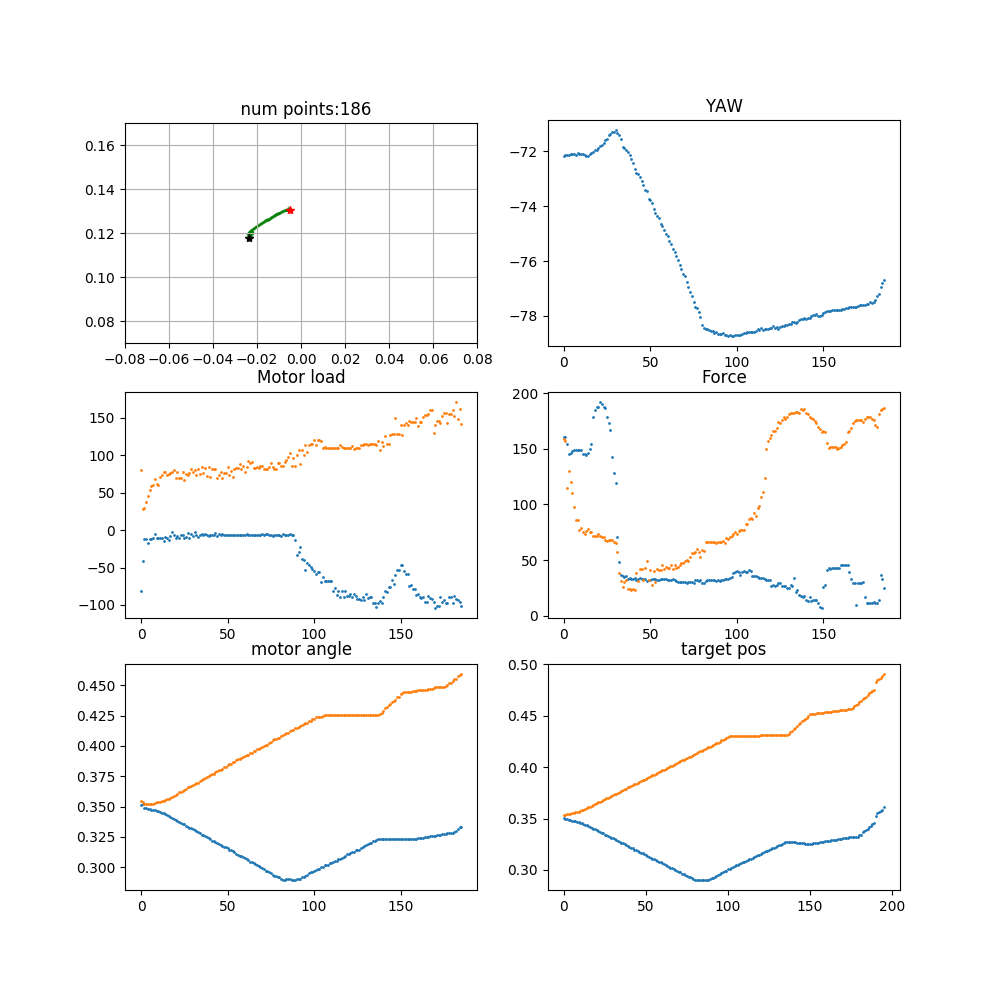 num points:186
YAW
0.16
0.14
0.12
0.10
0.08
−0.08 −0.06 −0.04 −0.02 0.00 0.02 0.04 0.06 0.08
−72
−74
−76
−78
0 50 100 150
Motor load
Force
150
100
50
0
−50
−100
0 50 100 150
200
150
100
50
0
0 50 100 150
motor angle
target pos
0.450
0.425
0.400
0.375
0.350
0.325
0.300
0 50 100 150
0.50
0.45
0.40
0.35
0.30
0 50 100 150 200